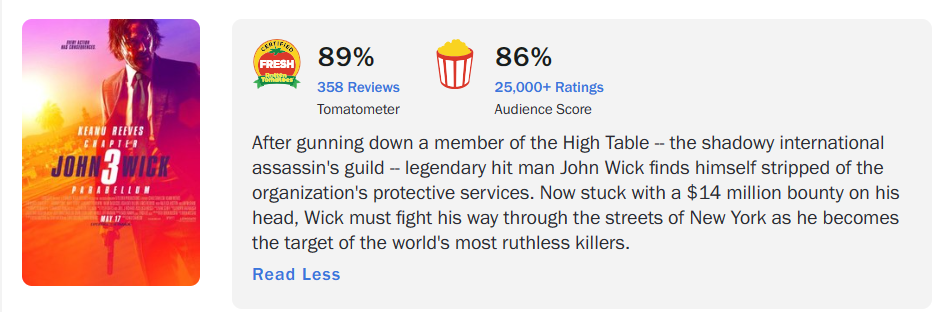 EVERY ACTION
HAS CONSEQUENCES.
KEANU REEVES
CHAPTER
JOHN 3 WICK
PARABELLUM
MAY 17
CERTIFIED
FRESH
Rotten
Tomatoes
89%
358 Reviews
Tomatometer
86%
25,000+ Ratings
Audience Score
After gunning down a member of the High Table -- the shadowy international
assassin's guild -- legendary hit man John Wick finds himself stripped of the
organization's protective services. Now stuck with a $14 million bounty on his
head, Wick must fight his way through the streets of New York as he becomes
the target of the world's most ruthless killers.
Read Less